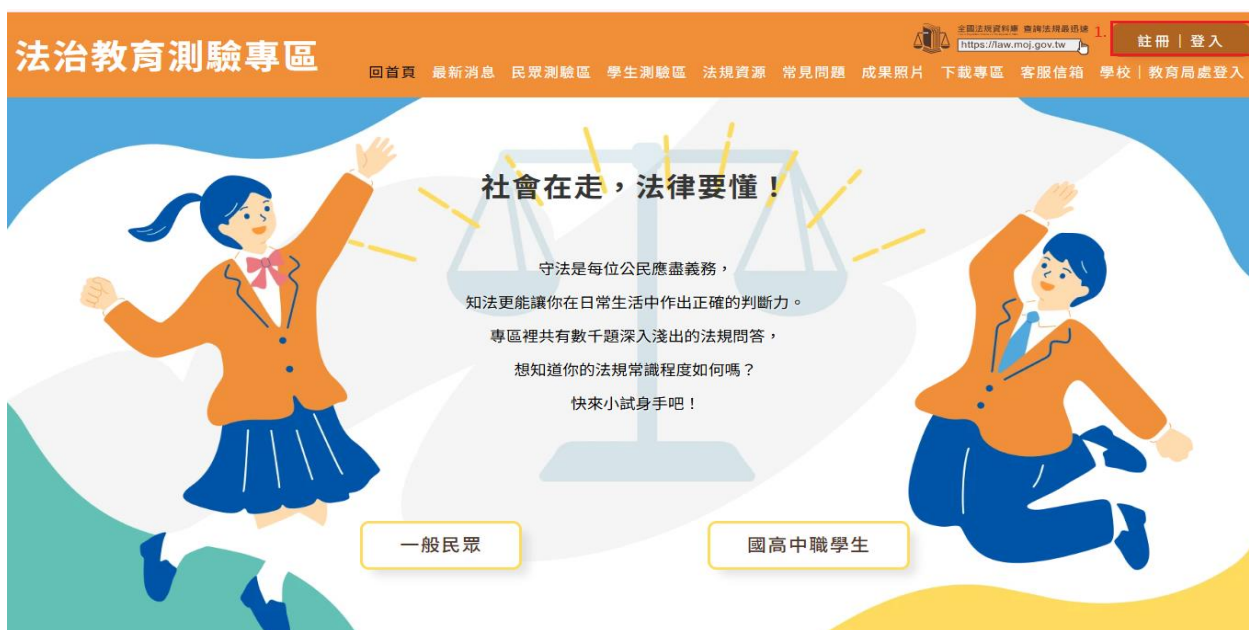 法治教育測驗專區
全國法規資料庫 查詢法規最迅速
https://law.moj.gov.tw
1.
註冊｜登入
回首頁 最新消息 民眾測驗區 學生測驗區 法規資源 常見問題 成果照片 下載專區 客服信箱 學校｜教育局處登入
社會在走，法律要懂！
守法是每位公民應盡義務，
知法更能讓你在日常生活中作出正確的判斷力。
專區裡共有數千題深入淺出的法規問答，
想知道你的法規常識程度如何嗎？
快來小試身手吧！
一般民眾
國高中職學生